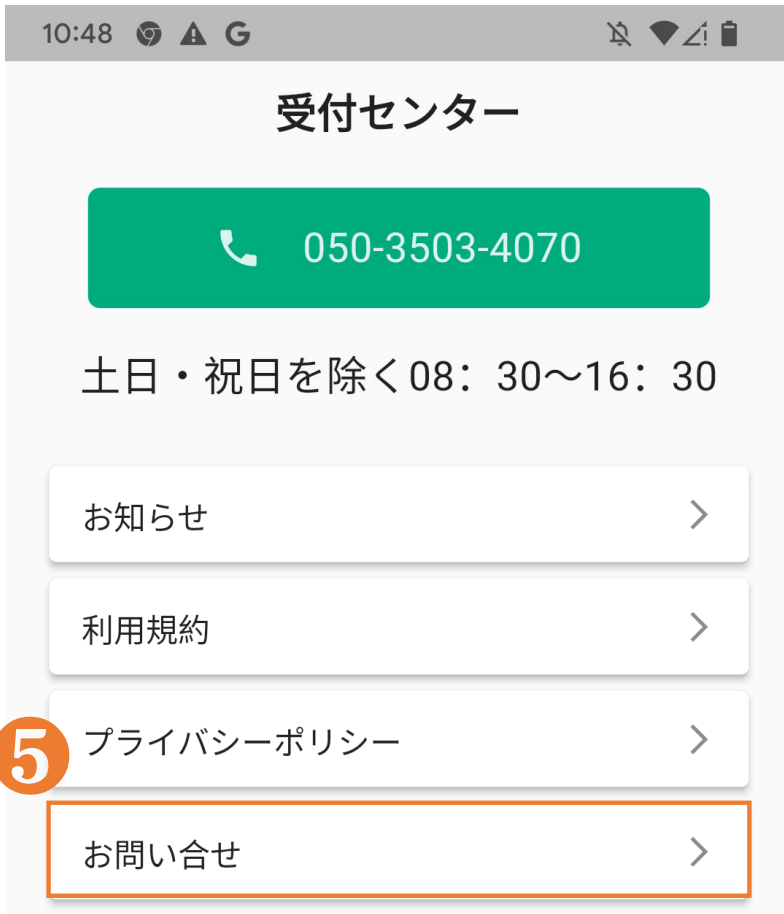 10:48
受付センター
050-3503-4070
土日・祝日を除く08：30〜16：30
お知らせ
利用規約
プライバシーポリシー
5
お問い合せ